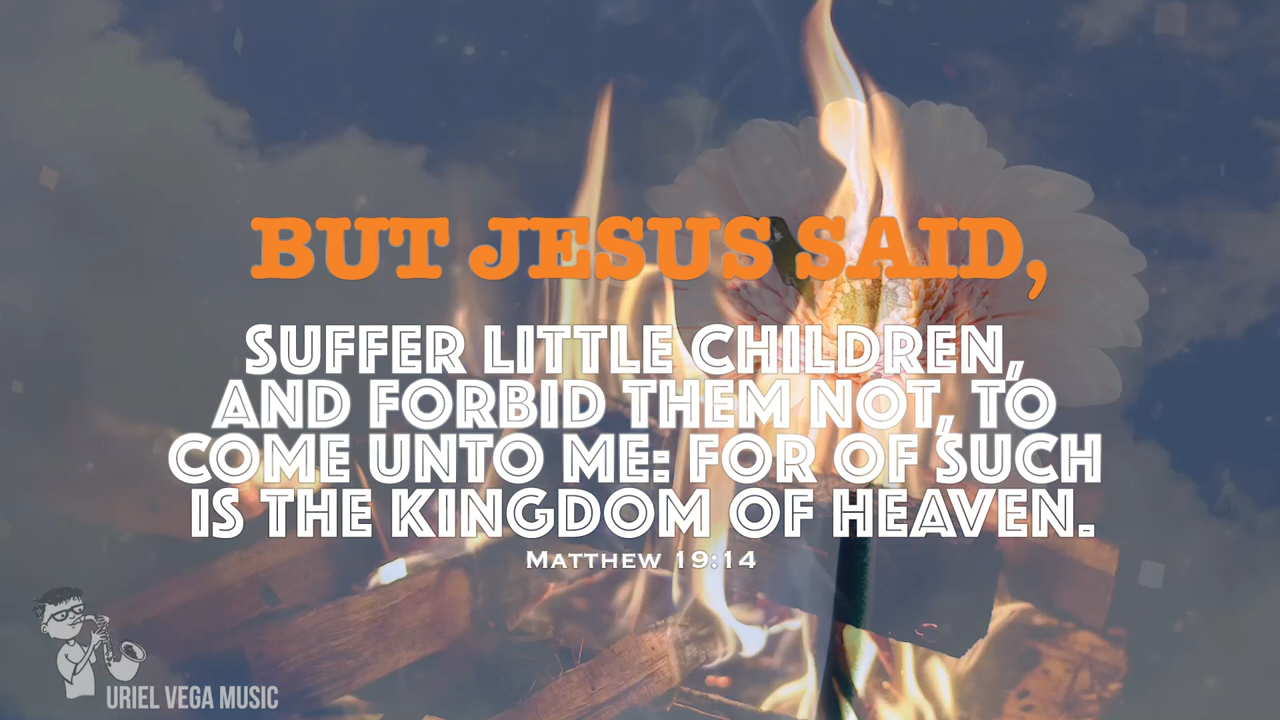 BUT JESUS SAID,
SUFFER LITTLE CHILDREN,
AND FORBID THEM NOT, TO
COME UNTO ME: FOR OF SUCH
IS THE KINGDOM OF HEAVEN.
MATTHEW 19:14
URIEL VEGA MUSIC